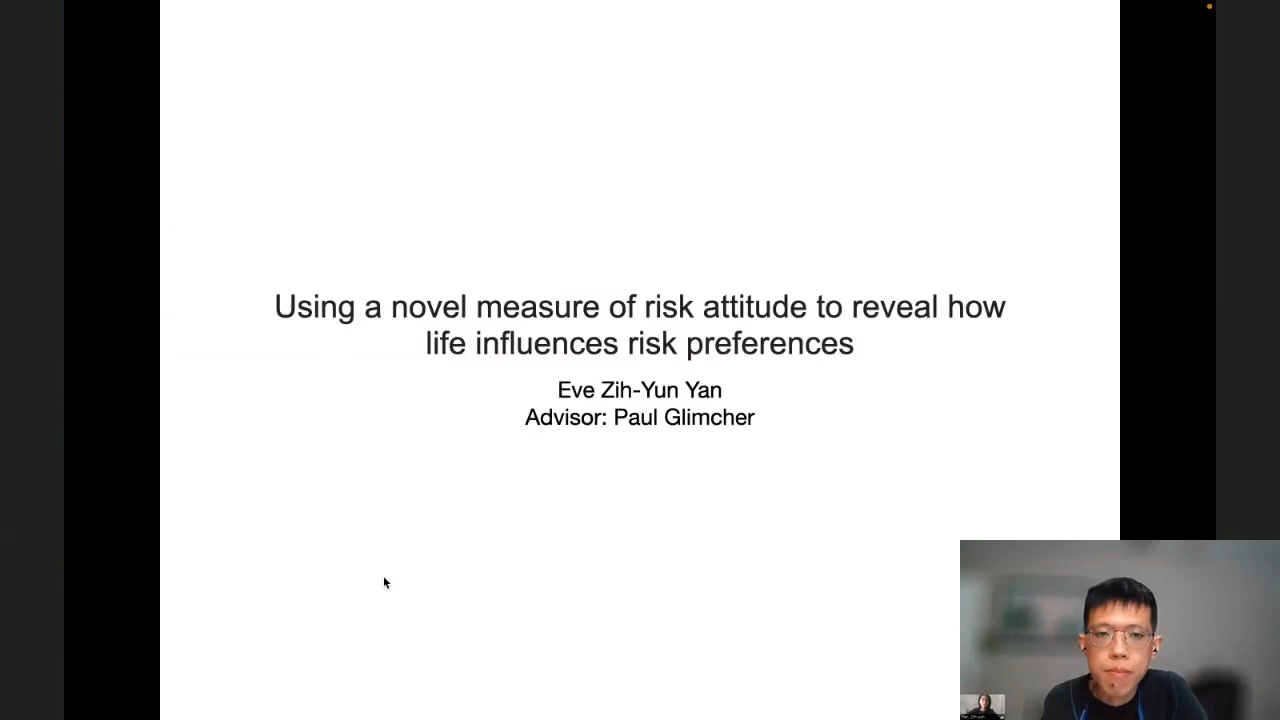 Using a novel measure of risk attitude to reveal how
life influences risk preferences
Eve Zih-Yun Yan
Advisor: Paul Glimcher